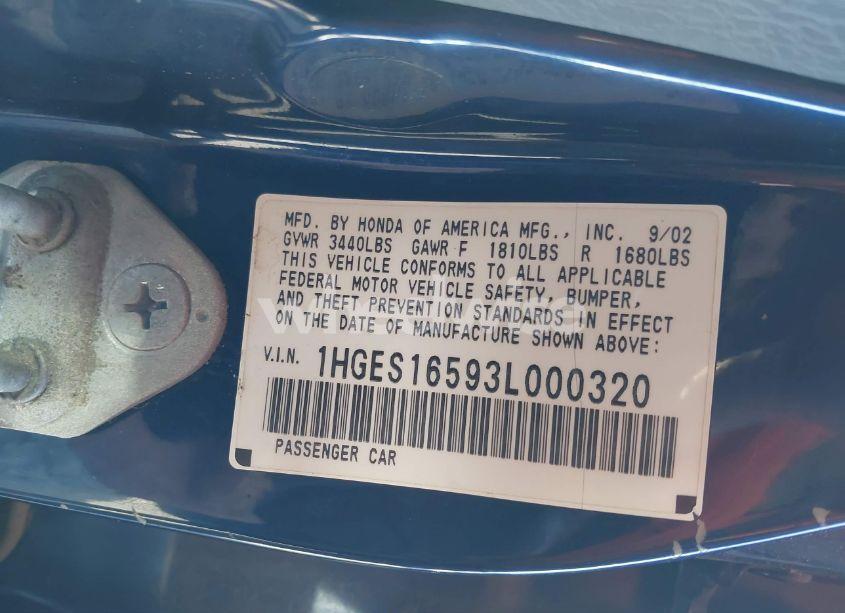 MFD. BY HONDA OF AMERICA MFG., INC. 9/02
GVWR 3440LBS GAWR F 1810LBS R 1680LBS
THIS VEHICLE CONFORMS TO ALL APPLICABLE
FEDERAL MOTOR VEHICLE SAFETY, BUMPER,
AND THEFT PREVENTION STANDARDS IN EFFECT
ON THE DATE OF MANUFACTURE SHOWN ABOVE:
V.I.N. 1HGES16593L000320
PASSENGER CAR